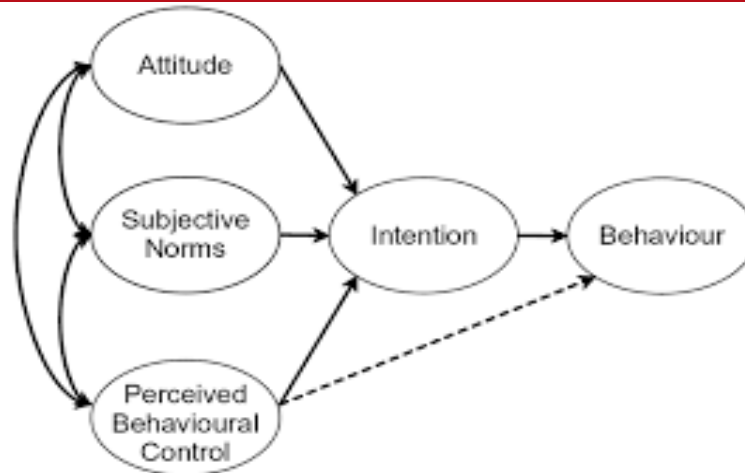 Attitude
Subjective
Norms
Intention
Behaviour
Perceived
Behavioural
Control